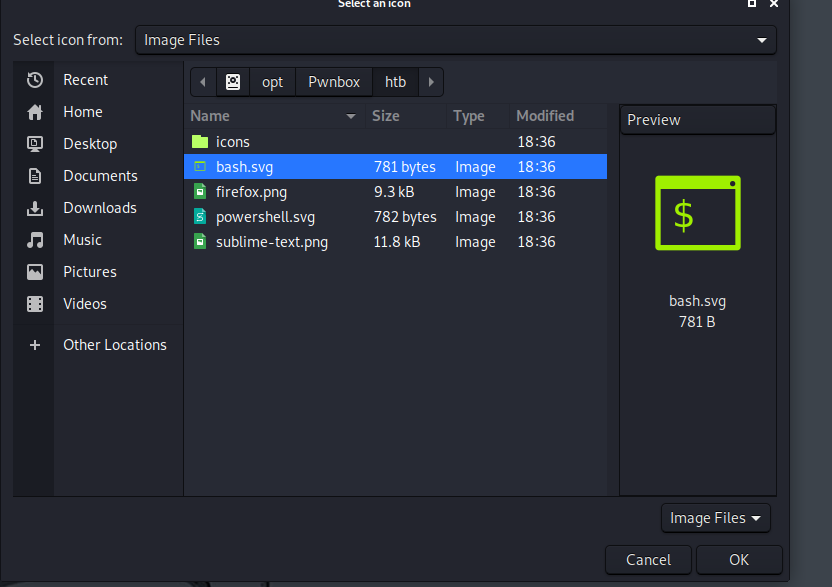 Select an icon
Select icon from: Image Files
Recent
Home
Desktop
Documents
Downloads
Music
Pictures
Videos
Other Locations
opt Pwnbox htb
Name Size Type Modified
icons 18:36
bash.svg 781 bytes Image 18:36
firefox.png 9.3 kB Image 18:36
powershell.svg 782 bytes Image 18:36
sublime-text.png 11.8 kB Image 18:36
Preview
$
bash.svg
781 B
Image Files
Cancel OK